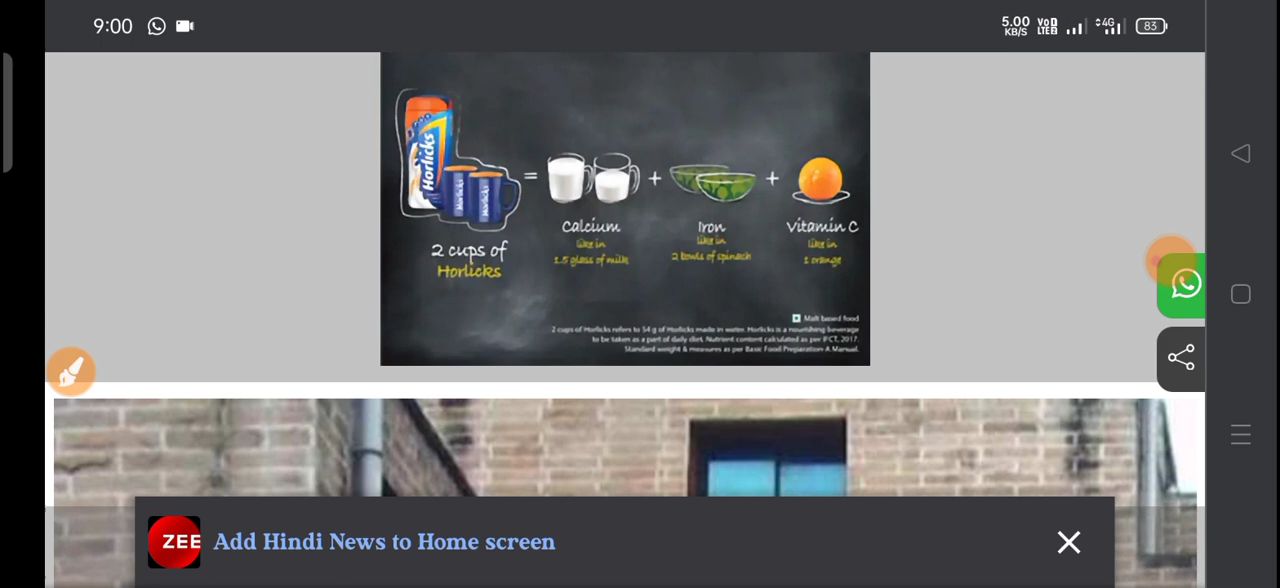 9:00
5.00
KB/S
VoD
LTE2
4G
83
Horlicks
Horlicks
Horlicks
=
+
+
Calcium
like in
1.5 glass of milk
Iron
like in
2 bowls of spinach
Vitamin C
like in
1 orange
2 cups of
Horlicks
Malt based food
2 cups of Horlicks refers to 54 g of Horlicks made in water. Horlicks is a nourishing beverage
to be taken as a part of daily diet. Nutrient content calculated as per IFCT, 2017.
Standard weight & measures as per Basic Food Preparation-A Manual.
ZEE
Add Hindi News to Home screen